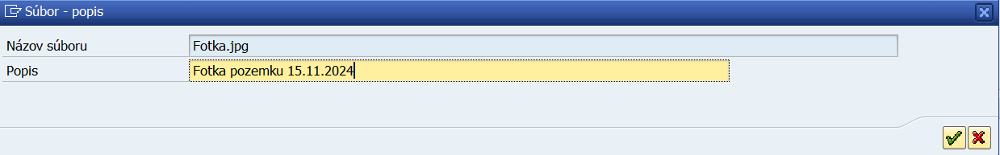 Súbor - popis
Názov súboru Fotka.jpg
Popis Fotka pozemku 15.11.2024